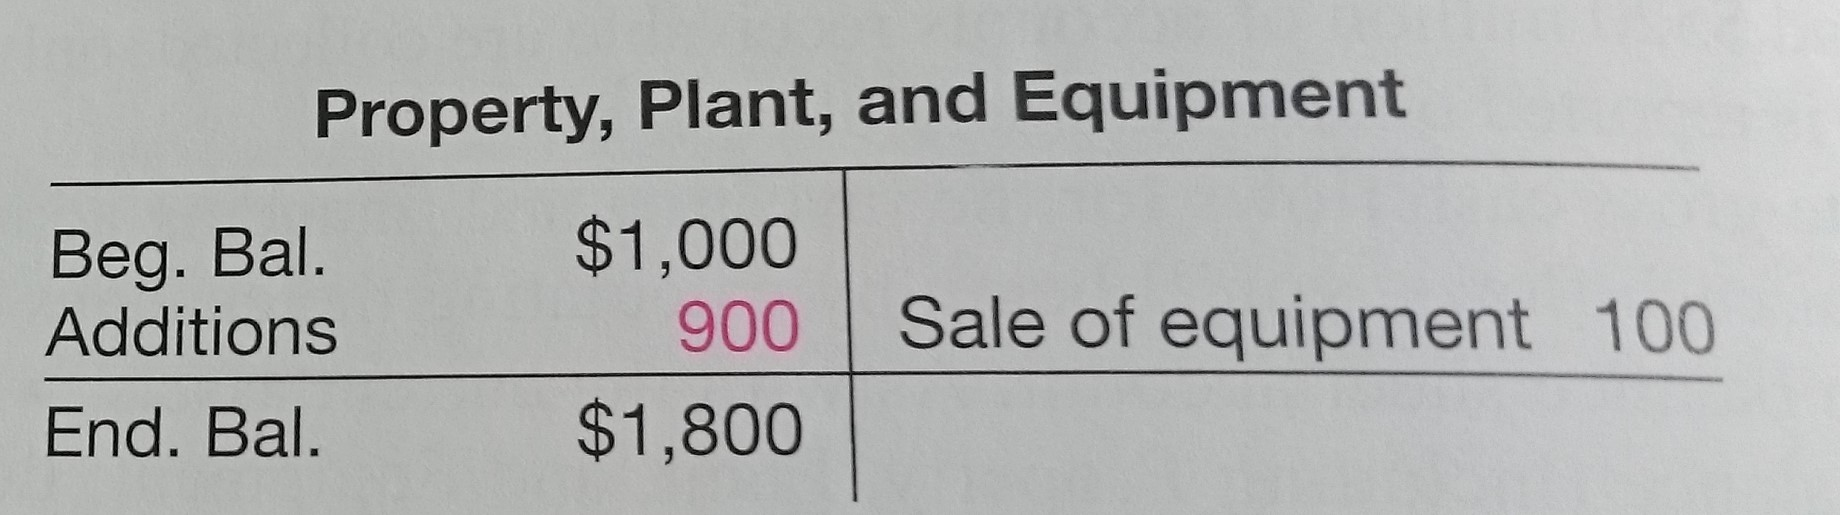 Property, Plant, and Equipment
Beg. Bal. $1,000
Additions 900 Sale of equipment 100
End. Bal. $1,800